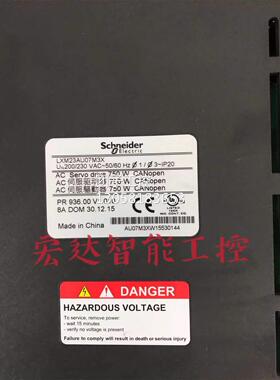 Schneider
Electric
LXM23AU07M3X
200/230 VAC~50/60 Hz ∅ 1 / ∅ 3~IP20
AC Servo drive 750 W CANopen
AC 伺服驱动器 750 W CANopen
AC 伺服驅動器 750 W CANopen
PR 936.00
8A DOM 30.12.15
Made in China
AU07M3XW15530144
宏达智能工控
DANGER
HAZARDOUS VOLTAGE
To service, remove power:
- wait 15 minutes
- verify no voltage is present
Failure to comply will result in death or serious injury